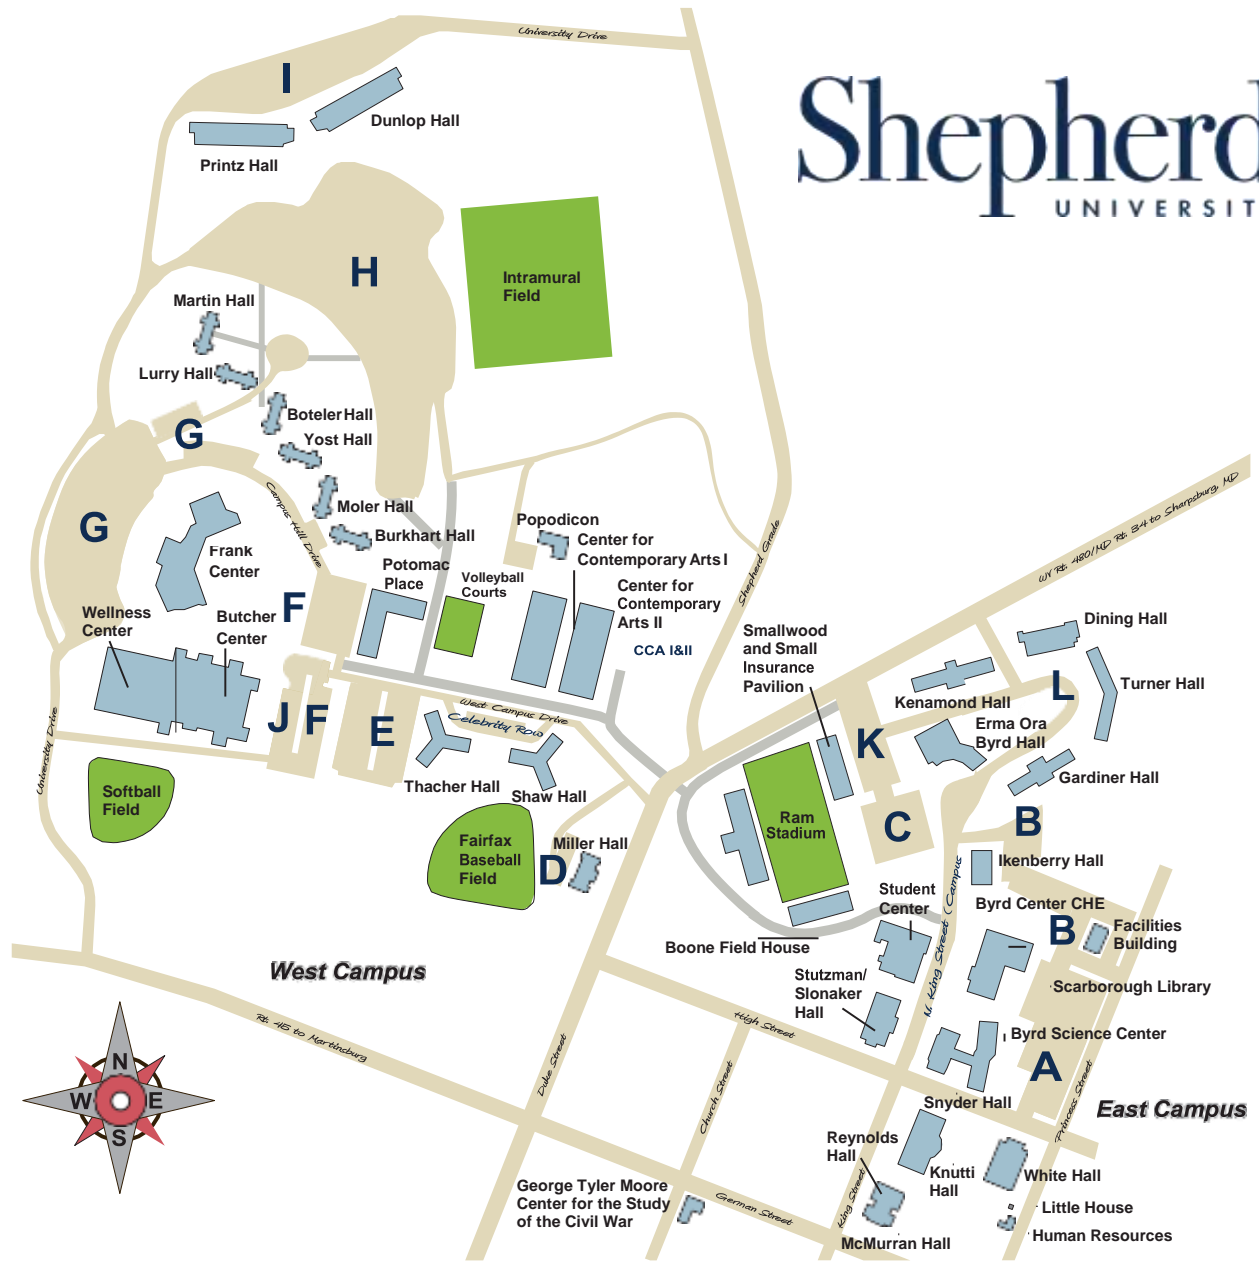 University Drive
I
Dunlop Hall
Printz Hall
Shepherd
UNIVERSIT
H
Intramural
Field
Martin Hall
Lurry Hall
Boteler Hall
G
Yost Hall
Campus Hill Drive
Moler Hall
G
Burkhart Hall
Frank
Center
Potomac
Place
Volleyball
Courts
Popodicon
Center for
Contemporary Arts I
Center for
Contemporary
Arts II
CCA I&II
Shepherd Grade
WV Rt. 480/MD Rt. 34 to Sharpsburg, MD
F
Wellness
Center
Butcher
Center
Smallwood
and Small
Insurance
Pavilion
Dining Hall
Turner Hall
Kenamond Hall
L
Erma Ora
Byrd Hall
K
Gardiner Hall
J
F
E
West Campus Drive
Celebrity Row
University Drive
Thacher Hall
Shaw Hall
Softball
Field
Ram
Stadium
C
B
Fairfax
Baseball
Field
D
Miller Hall
Ikenberry Hall
Student
Center
Byrd Center CHE
B
Facilities
Building
Boone Field House
N. King Street (Campus
West Campus
Stutzman/
Slonaker
Hall
Scarborough Library
High Street
Rt. 45 to Martinsburg
Duke Street
Church Street
Byrd Science Center
A
Princess Street
Snyder Hall
East Campus
N
W
E
S
Reynolds
Hall
Knutti
Hall
White Hall
George Tyler Moore
Center for the Study
of the Civil War
German Street
King Street
Little House
Human Resources
McMurran Hall